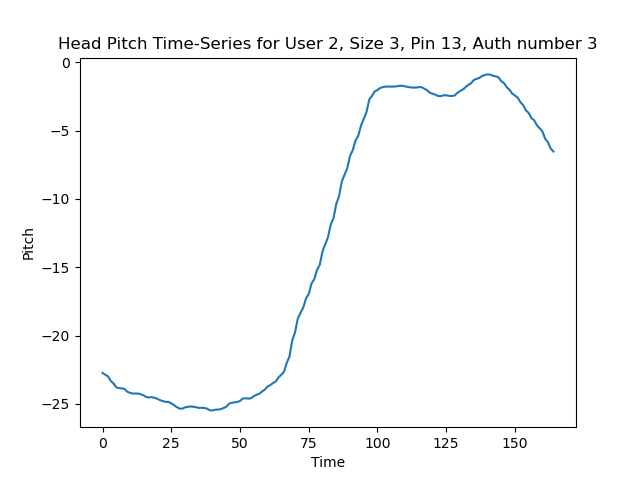 Head Pitch Time-Series for User 2, Size 3, Pin 13, Auth number 3
0
−5
−10
−15
−20
−25
Pitch
0 25 50 75 100 125 150
Time